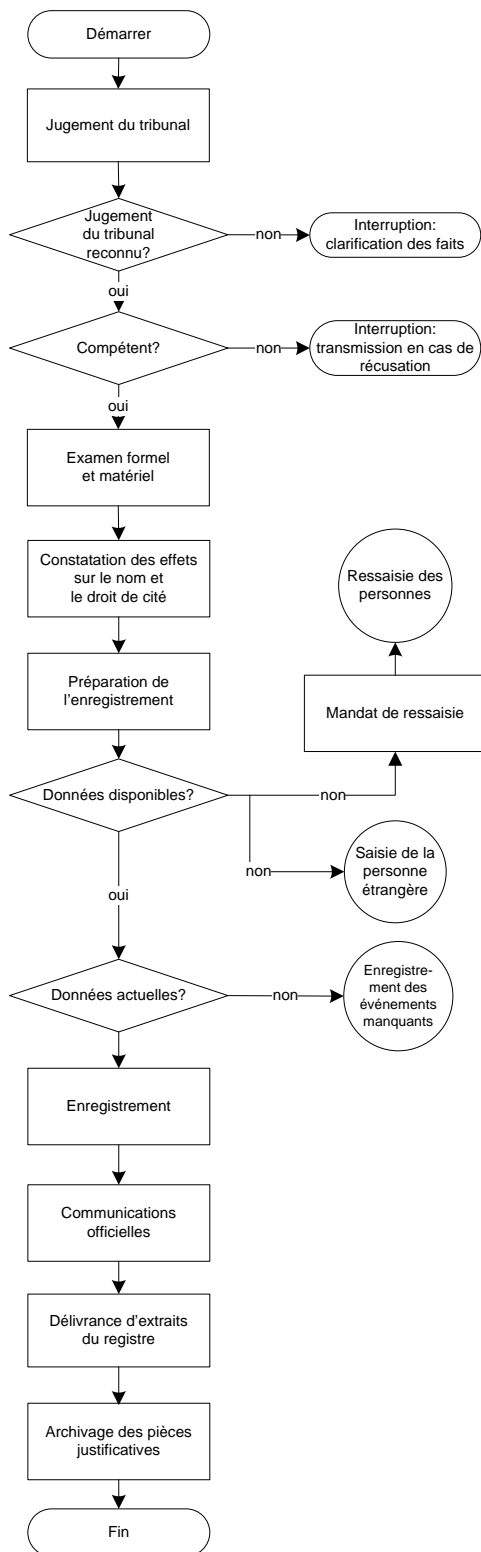 Démarrer
Jugement du tribunal
Jugement
du tribunal
reconnu?
non
Interruption:
clarification des faits
oui
Compétent?
non
Interruption:
transmission en cas de
récusation
oui
Examen formel
et matériel
Constatation des effets
sur le nom et
le droit de cité
Ressaisie des
personnes
Préparation de
l’enregistrement
Mandat de ressaisie
Données disponibles?
non
non
Saisie de la
personne
étrangère
oui
Données actuelles?
non
Enregistre-
ment des
événements
manquants
Enregistrement
Communications
officielles
Délivrance d’extraits
du registre
Archivage des pièces
justificatives
Fin